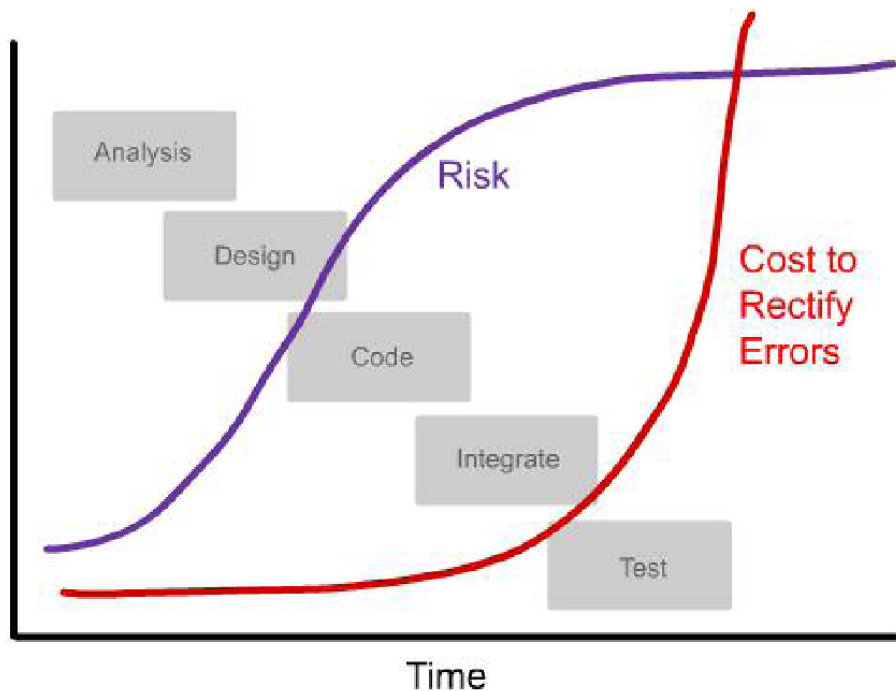 Analysis
Risk
Design
Cost to
Rectify
Errors
Code
Integrate
Test
Time